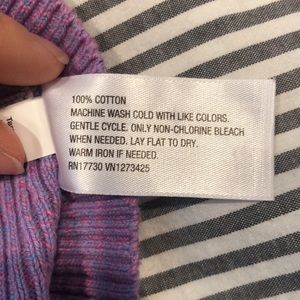 100% COTTON
MACHINE WASH COLD WITH LIKE COLORS.
GENTLE CYCLE. ONLY NON-CHLORINE BLEACH
WHEN NEEDED. LAY FLAT TO DRY.
WARM IRON IF NEEDED.
RN17730 VN1273425